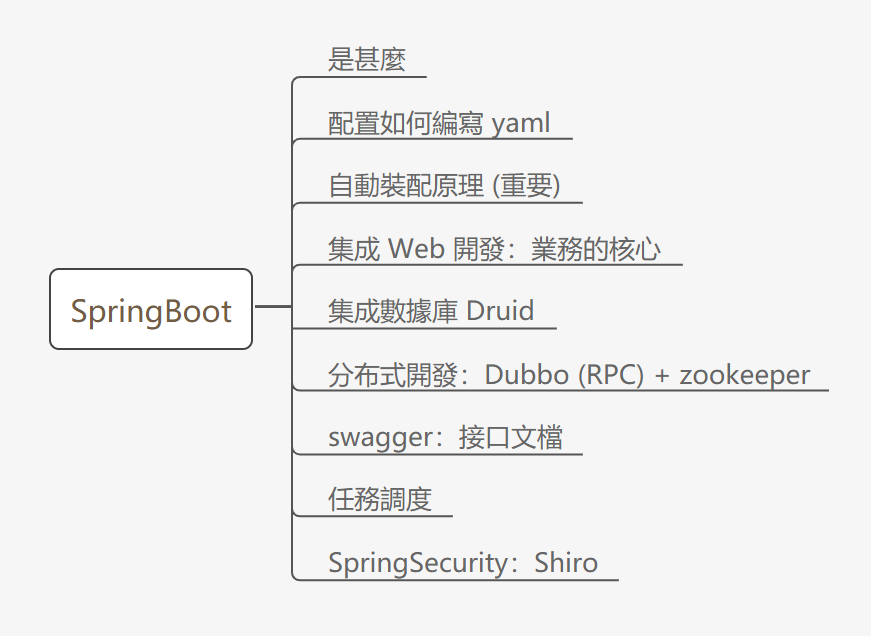 是甚麼
配置如何編寫 yaml
自動裝配原理 (重要)
集成 Web 開發：業務的核心
SpringBoot
集成數據庫 Druid
分布式開發：Dubbo (RPC) + zookeeper
swagger：接口文檔
任務調度
SpringSecurity：Shiro